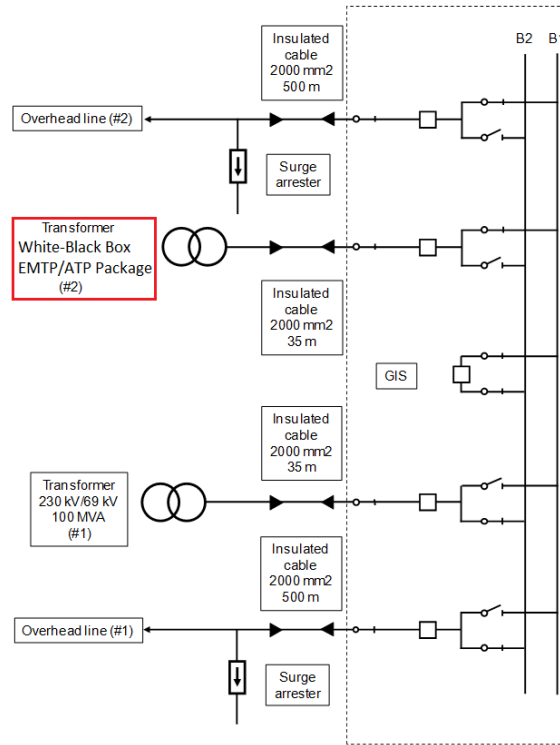 B2 B1
Insulated
cable
2000 mm2
500 m
Overhead line (#2)
Surge
arrester
Transformer
White-Black Box
EMTP/ATP Package
(#2)
Insulated
cable
2000 mm2
35 m
GIS
Insulated
cable
2000 mm2
35 m
Transformer
230 kV/69 kV
100 MVA
(#1)
Insulated
cable
2000 mm2
500 m
Overhead line (#1)
Surge
arrester